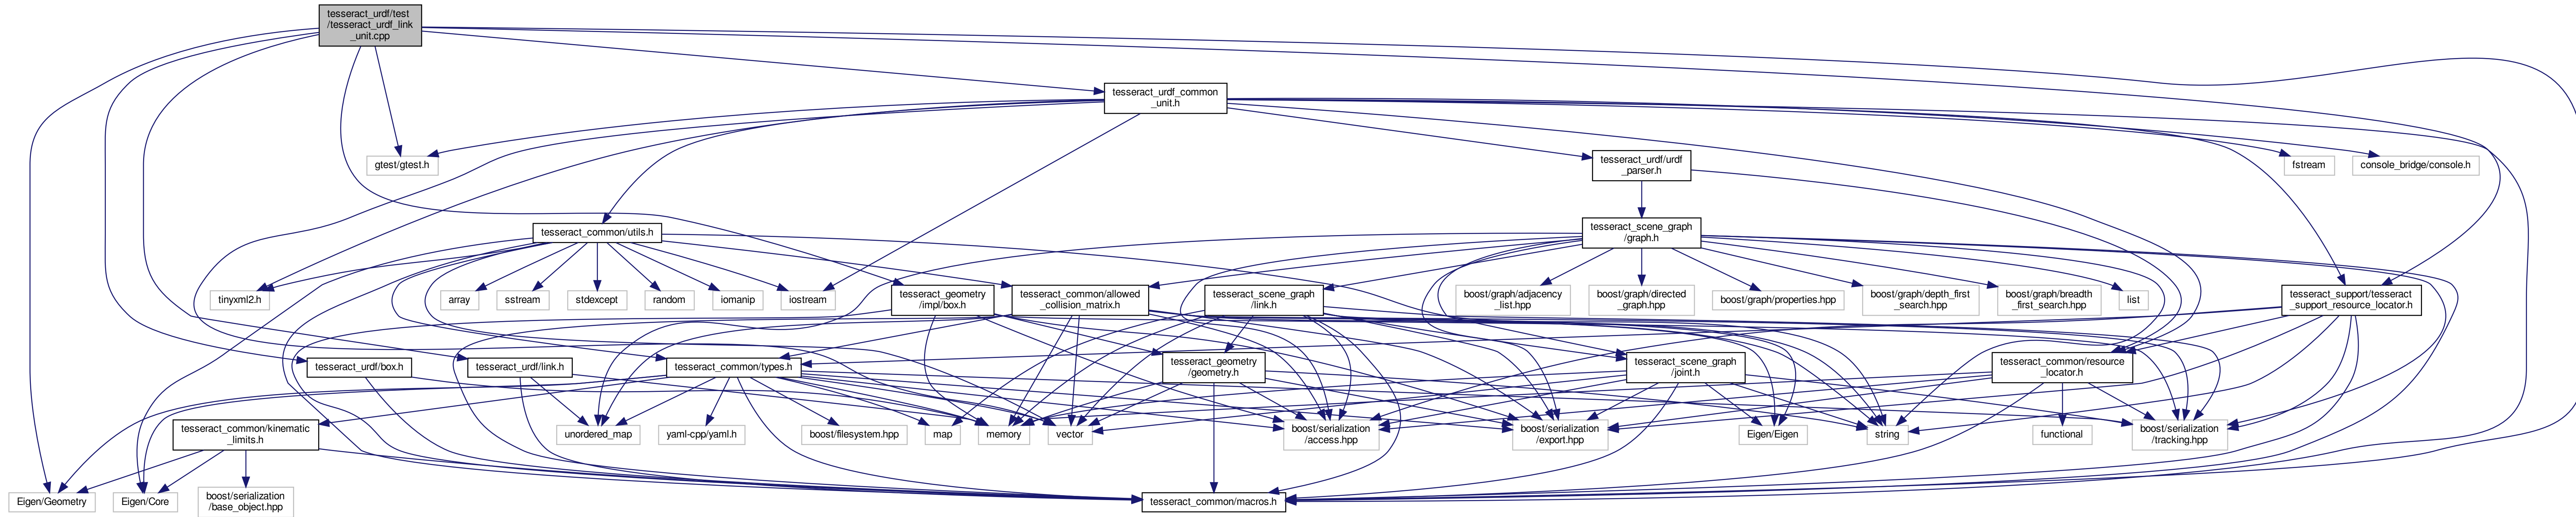 tesseract_urdf/test
/tesseract_urdf_link
_unit.cpp
tesseract_urdf_common
_unit.h
gtest/gtest.h
tesseract_urdf/urdf
_parser.h
fstream
console_bridge/console.h
tesseract_common/utils.h
tesseract_scene_graph
/graph.h
tinyxml2.h
array
sstream
stdexcept
random
iomanip
iostream
tesseract_geometry
/impl/box.h
tesseract_common/allowed
_collision_matrix.h
tesseract_scene_graph
/link.h
boost/graph/adjacency
_list.hpp
boost/graph/directed
_graph.hpp
boost/graph/properties.hpp
boost/graph/depth_first
_search.hpp
boost/graph/breadth
_first_search.hpp
list
tesseract_support/tesseract
_support_resource_locator.h
tesseract_urdf/box.h
tesseract_urdf/link.h
tesseract_common/types.h
tesseract_geometry
/geometry.h
tesseract_scene_graph
/joint.h
tesseract_common/resource
_locator.h
tesseract_common/kinematic
_limits.h
unordered_map
yaml-cpp/yaml.h
boost/filesystem.hpp
map
memory
vector
boost/serialization
/access.hpp
boost/serialization
/export.hpp
Eigen/Eigen
string
functional
boost/serialization
/tracking.hpp
Eigen/Geometry
Eigen/Core
boost/serialization
/base_object.hpp
tesseract_common/macros.h